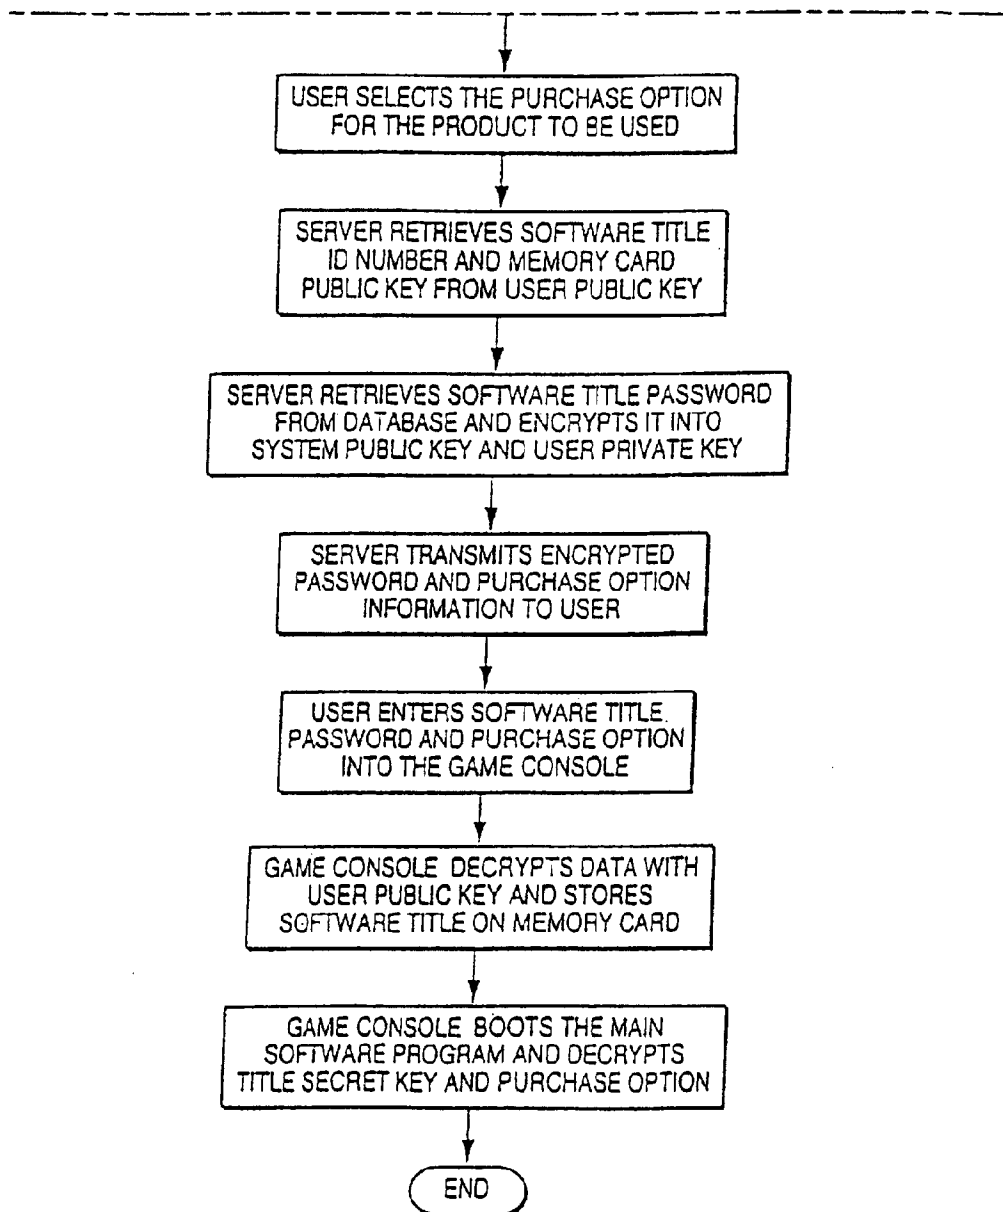 USER SELECTS THE PURCHASE OPTION
FOR THE PRODUCT TO BE USED
SERVER RETRIEVES SOFTWARE TITLE
ID NUMBER AND MEMORY CARD
PUBLIC KEY FROM USER PUBLIC KEY
SERVER RETRIEVES SOFTWARE TITLE PASSWORD
FROM DATABASE AND ENCRYPTS IT INTO
SYSTEM PUBLIC KEY AND USER PRIVATE KEY
SERVER TRANSMITS ENCRYPTED
PASSWORD AND PURCHASE OPTION
INFORMATION TO USER
USER ENTERS SOFTWARE TITLE.
PASSWORD AND PURCHASE OPTION
INTO THE GAME CONSOLE
GAME CONSOLE DECRYPTS DATA WITH
USER PUBLIC KEY AND STORES
SOFTWARE TITLE ON MEMORY CARD
GAME CONSOLE BOOTS THE MAIN
SOFTWARE PROGRAM AND DECRYPTS
TITLE SECRET KEY AND PURCHASE OPTION
END